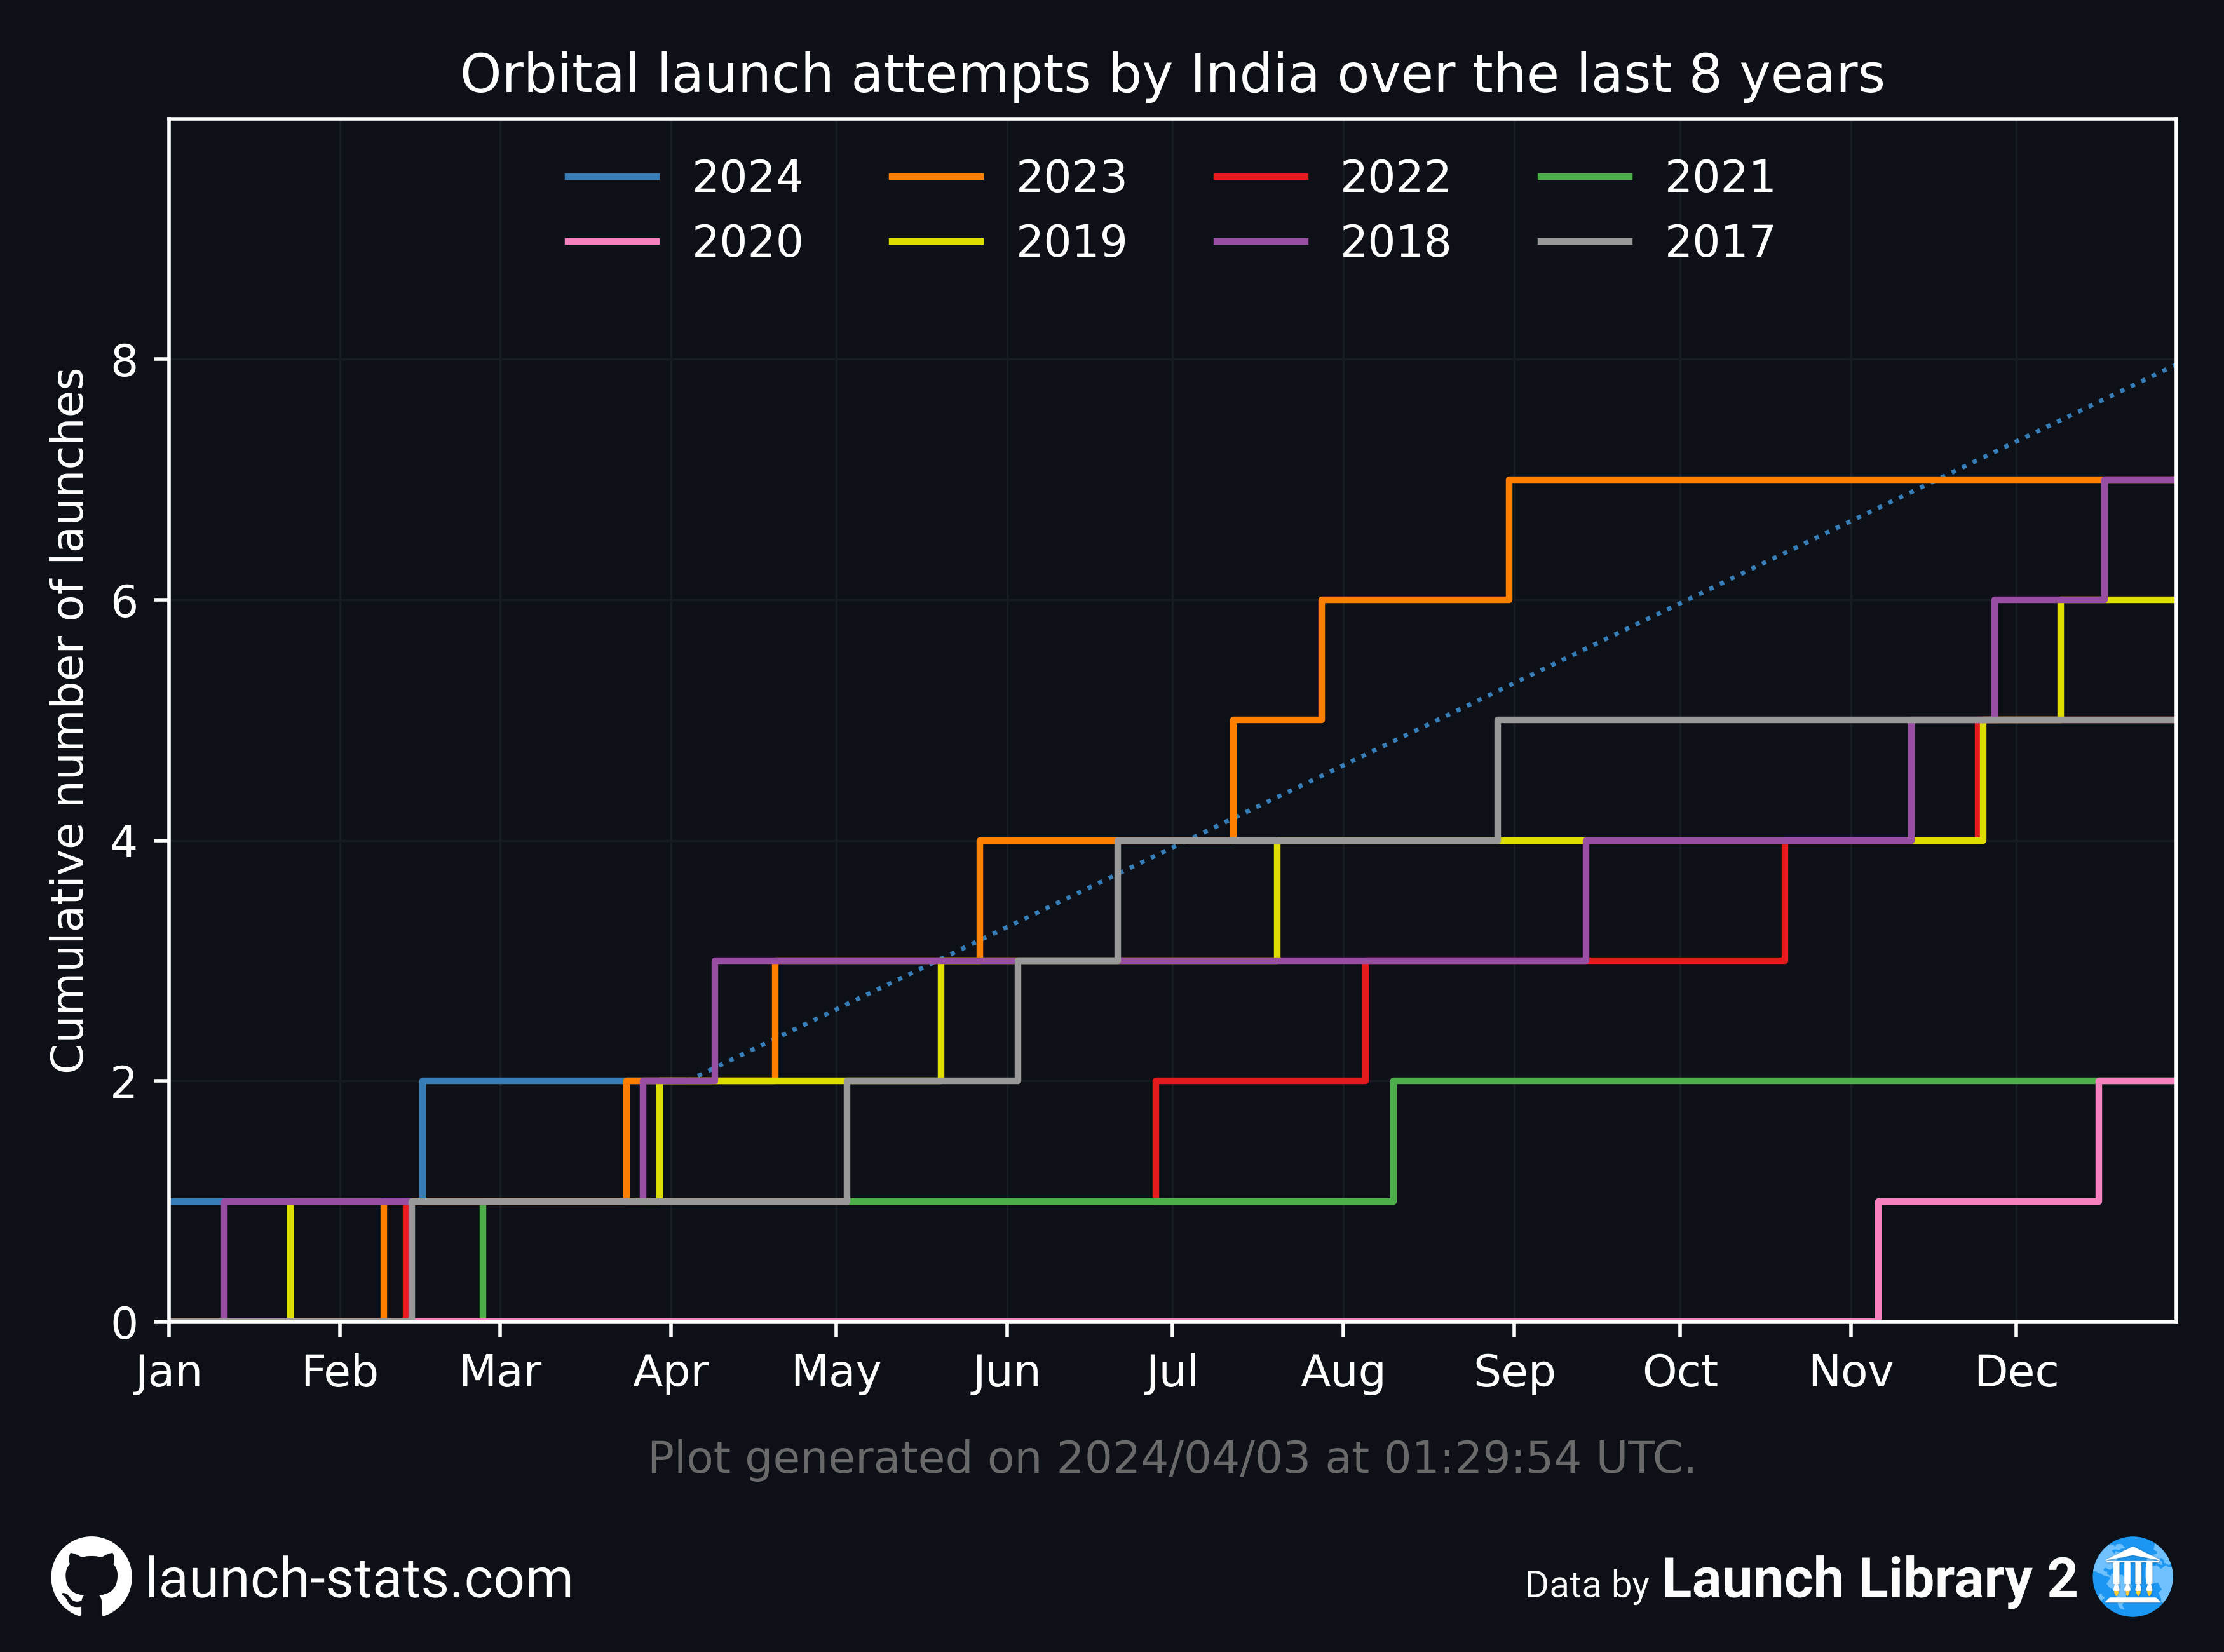 Orbital launch attempts by India over the last 8 years
2024 2023 2022 2021
2020 2019 2018 2017
Cumulative number of launches
8
6
4
2
0
Jan Feb Mar Apr May Jun Jul Aug Sep Oct Nov Dec
Plot generated on 2024/04/03 at 01:29:54 UTC.
launch-stats.com
Data by Launch Library 2